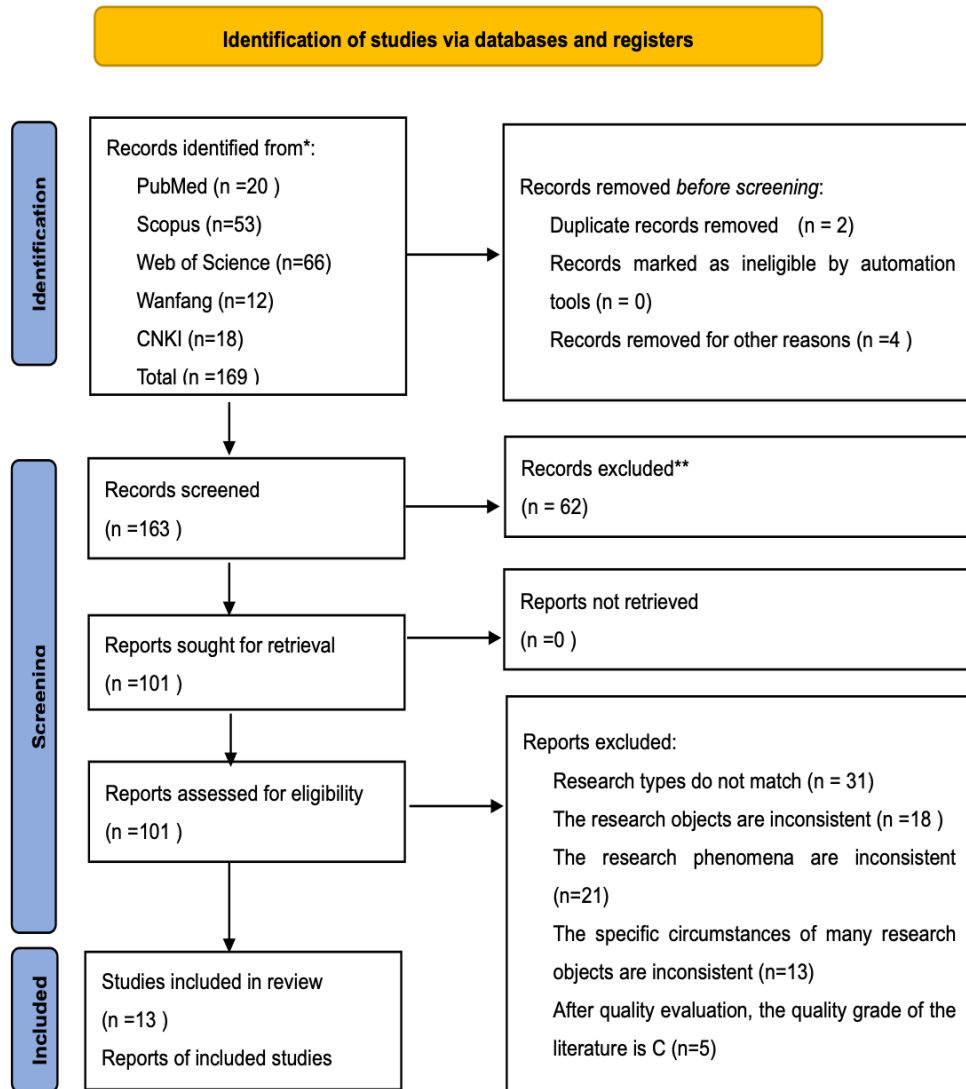 Identification of studies via databases and registers
Identification
Records identified from*:
PubMed (n =20 )
Scopus (n=53)
Web of Science (n=66)
Wanfang (n=12)
CNKI (n=18)
Total (n =169 )
Records removed before screening:
Duplicate records removed (n = 2)
Records marked as ineligible by automation
tools (n = 0)
Records removed for other reasons (n =4 )
Screening
Records screened
(n =163 )
Records excluded**
(n = 62)
Reports sought for retrieval
(n =101 )
Reports not retrieved
(n =0 )
Reports assessed for eligibility
(n =101 )
Reports excluded:
Research types do not match (n = 31)
The research objects are inconsistent (n =18 )
The research phenomena are inconsistent
(n=21)
The specific circumstances of many research
objects are inconsistent (n=13)
After quality evaluation, the quality grade of the
literature is C (n=5)
Included
Studies included in review
(n =13 )
Reports of included studies